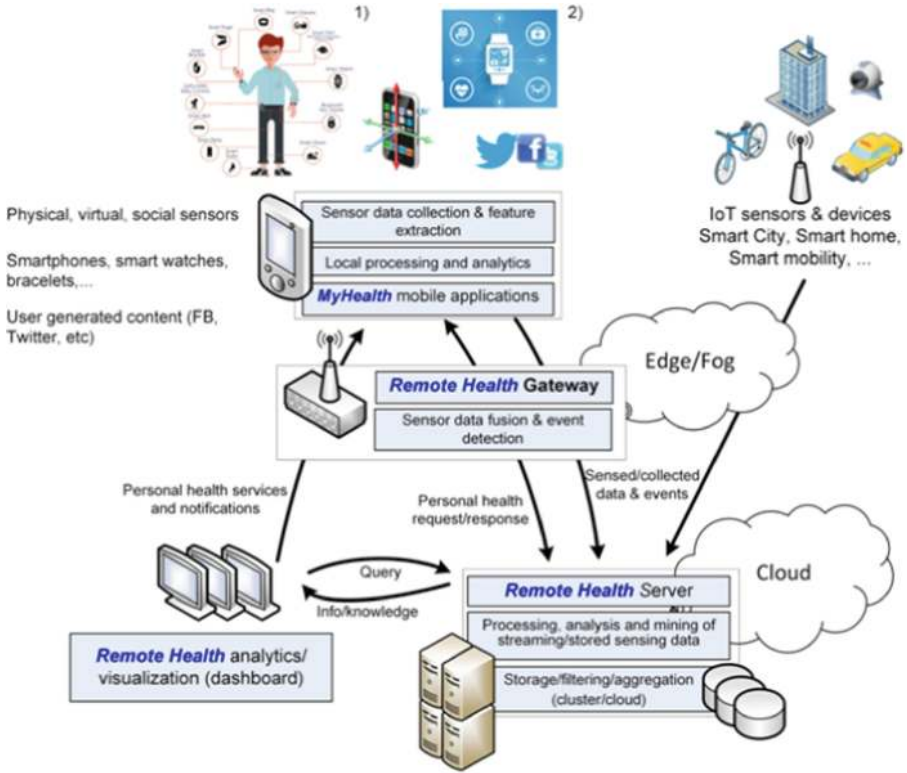 1)
2)
Physical, virtual, social sensors
Smartphones, smart watches,
bracelets,...
User generated content (FB,
Twitter, etc)
Sensor data collection & feature
extraction
Local processing and analytics
MyHealth mobile applications
IoT sensors & devices
Smart City, Smart home,
Smart mobility, ...
Edge/Fog
Remote Health Gateway
Sensor data fusion & event
detection
Personal health services
and notifications
Personal health
request/response
Sensed/collected
data & events
Query
Info/knowledge
Cloud
Remote Health Server
Processing, analysis and mining of
streaming/stored sensing data
Storage/filtering/aggregation
(cluster/cloud)
Remote Health analytics/
visualization (dashboard)